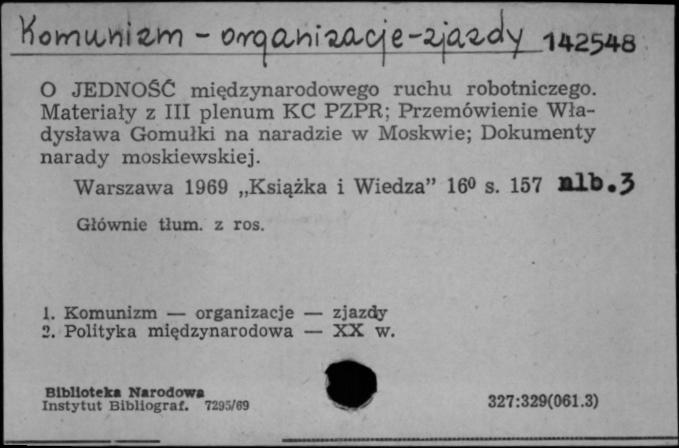 Komunizm - organizacje - zjazdy 142548
O JEDNOŚĆ międzynarodowego ruchu robotniczego.
Materiały z III plenum KC PZPR; Przemówienie Wła-
dysława Gomułki na naradzie w Moskwie; Dokumenty
narady moskiewskiej.
Warszawa 1969 „Książka i Wiedza” 16⁰ s. 157 nlb. 3
Głównie tłum. z ros.
1. Komunizm — organizacje — zjazdy
2. Polityka międzynarodowa — XX w.
Biblioteka Narodowa
Instytut Bibliograf. 7295/69
327:329(061.3)